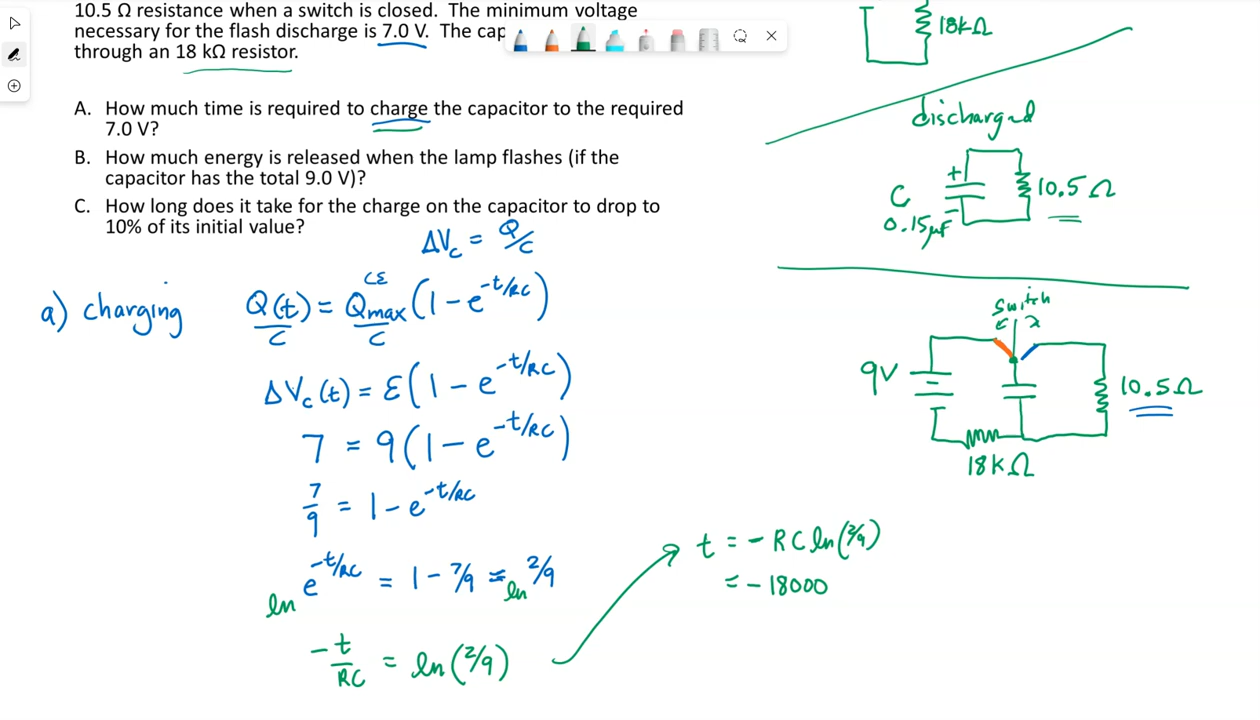 10.5 Ω resistance when a switch is closed. The minimum voltage
necessary for the flash discharge is 7.0 V. The cap
through an 18 kΩ resistor.
A. How much time is required to charge the capacitor to the required
7.0 V?
B. How much energy is released when the lamp flashes (if the
capacitor has the total 9.0 V)?
C. How long does it take for the charge on the capacitor to drop to
10% of its initial value?
ΔVc = Q/C
a) charging
Q(t)/C = Qmax/C (1 - e^-t/RC)
Cε
ΔVc(t) = ε(1 - e^-t/RC)
7 = 9(1 - e^-t/RC)
7/9 = 1 - e^-t/RC
ln e^-t/RC = 1 - 7/9 = ln 2/9
-t/RC = ln(2/9)
t = - RC ln(2/9)
= - 18000
18kΩ
discharged
+
-
C
0.15μF
10.5 Ω
switch
9V
10.5 Ω
18kΩ